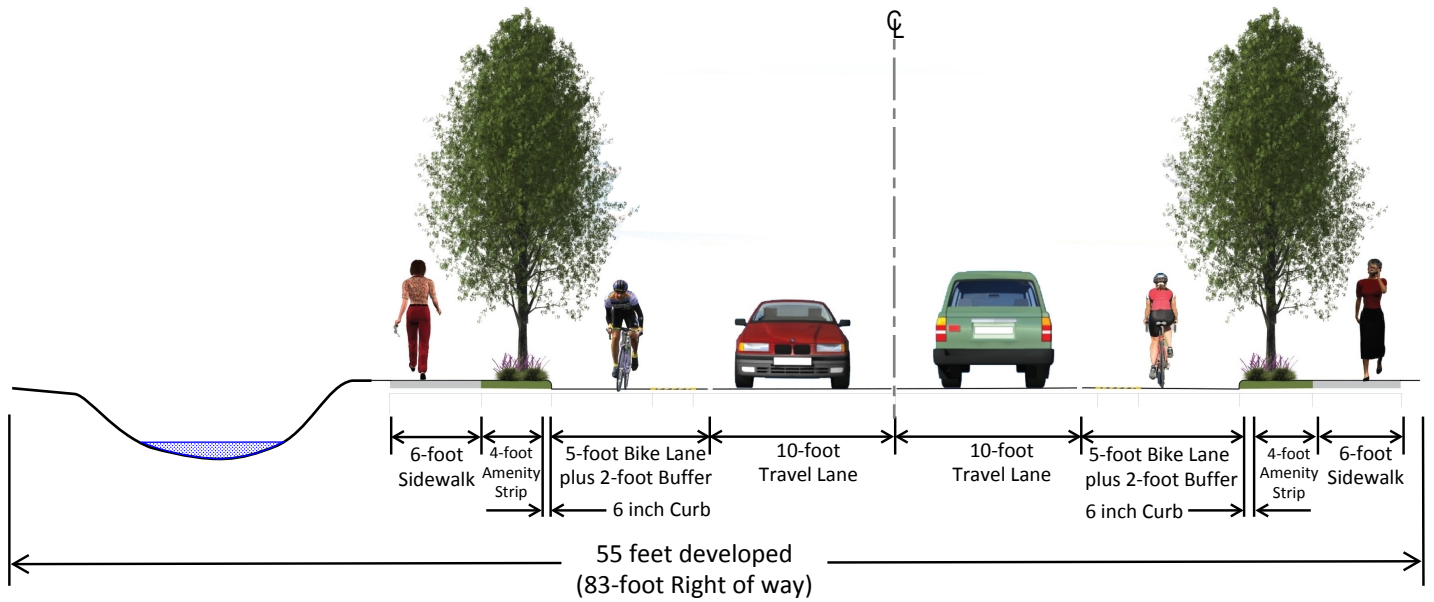 ℄
6-foot
Sidewalk
4-foot
Amenity
Strip
5-foot Bike Lane
plus 2-foot Buffer
10-foot
Travel Lane
10-foot
Travel Lane
5-foot Bike Lane
plus 2-foot Buffer
4-foot
Amenity
Strip
6-foot
Sidewalk
6 inch Curb
6 inch Curb
55 feet developed
(83-foot Right of way)